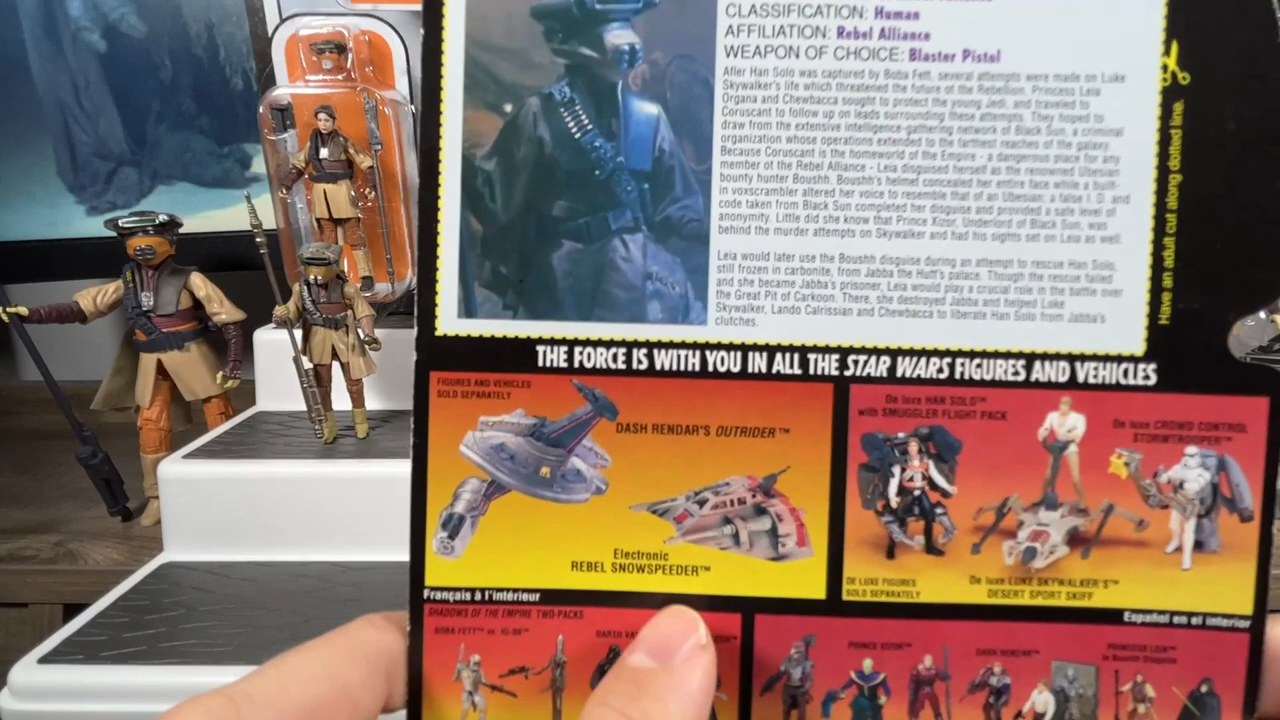 CLASSIFICATION: Human
AFFILIATION: Rebel Alliance
WEAPON OF CHOICE: Blaster Pistol
After Han Solo was captured by Boba Fett, several attempts were made on Luke
Skywalker's life which threatened the future of the Rebellion. Princess Leia
Organa and Chewbacca sought to protect the young Jedi, and traveled to
Coruscant to follow up on leads surrounding these attempts. They hoped to
draw from the extensive intelligence-gathering network of Black Sun, a criminal
organization whose operations extended to the farthest reaches of the galaxy.
Because Coruscant is the homeworld of the Empire - a dangerous place for any
member of the Rebel Alliance - Leia disguised herself as the renowned Ubesian
bounty hunter Boushh. Boushh's helmet concealed her entire face while a built-
in voxscrambler altered her voice to resemble that of an Ubesian; a false I. D. and
code taken from Black Sun completed her disguise and provided a safe level of
anonymity. Little did she know that Prince Xizor, Underlord of Black Sun, was
behind the murder attempts on Skywalker and had his sights set on Leia as well.
Leia would later use the Boushh disguise during an attempt to rescue Han Solo,
still frozen in carbonite, from Jabba the Hutt's palace. Though the rescue failed
and she became Jabba's prisoner, Leia would play a crucial role in the battle over
the Great Pit of Carkoon. There, she destroyed Jabba and helped Luke
Skywalker, Lando Calrissian and Chewbacca to liberate Han Solo from Jabba's
clutches.
Have an adult cut along dotted line.
THE FORCE IS WITH YOU IN ALL THE STAR WARS FIGURES AND VEHICLES
FIGURES AND VEHICLES
SOLD SEPARATELY
DASH RENDAR'S OUTRIDER™
Electronic
REBEL SNOWSPEEDER™
De luxe HAN SOLO™
with SMUGGLER FLIGHT PACK
De luxe CROWD CONTROL
STORMTROOPER™
De luxe LUKE SKYWALKER'S™
DESERT SPORT SKIFF
DE LUXE FIGURES
SOLD SEPARATELY
Français à l'intérieur
Español en el interior
SHADOWS OF THE EMPIRE TWO-PACKS
BOBA FETT™ vs. IG-88™
DARTH VA
PRINCE XIZOR™
DASH RENDAR™
PRINCESS LEIA™
in Boushh Disguise